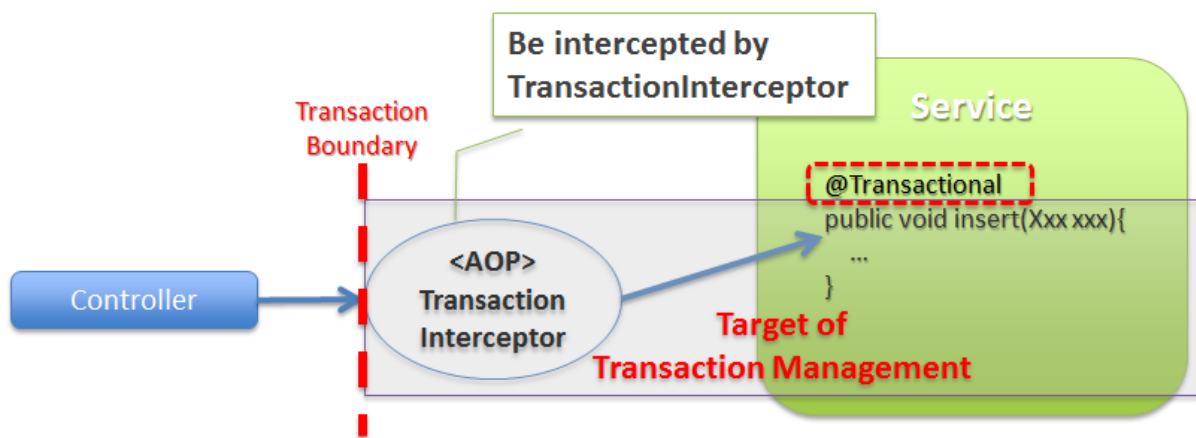 Be intercepted by
TransactionInterceptor
Transaction
Boundary
Service
@Transactional
public void insert(Xxx xxx){
...
}
Controller
<AOP>
Transaction
Interceptor
Target of
Transaction Management